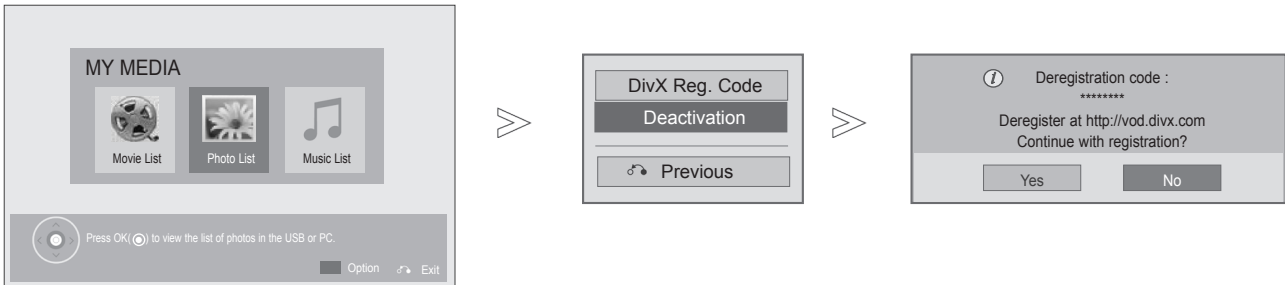 MY MEDIA
Movie List
Photo List
Music List
Press OK(◉) to view the list of photos in the USB or PC.
Option
Exit
DivX Reg. Code
Deactivation
Previous
Deregistration code :
********
Deregister at http://vod.divx.com
Continue with registration?
Yes
No